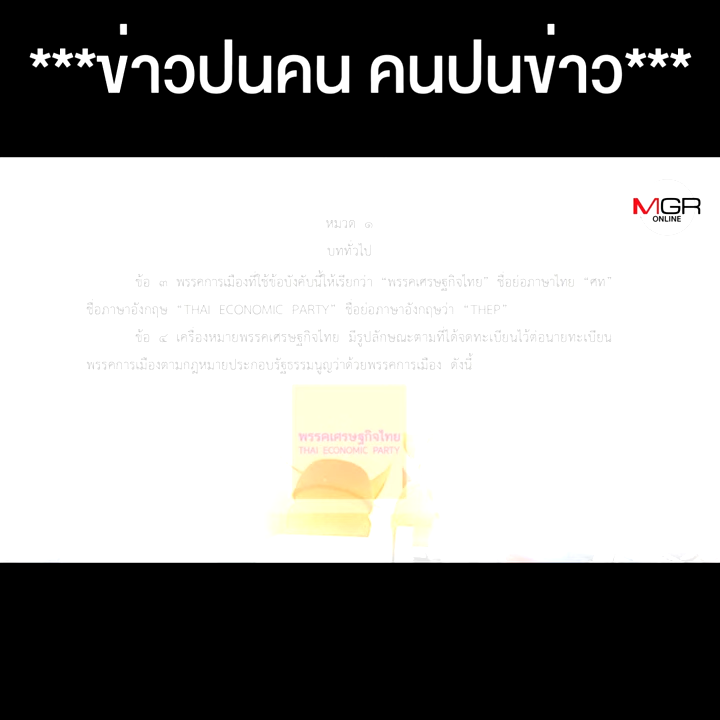 ***ข่าวปนคน คนปนข่าว***
MGR
ONLINE
หมวด ๑
บททั่วไป
ข้อ ๓ พรรคการเมืองที่ใช้ข้อบังคับนี้ให้เรียกว่า “พรรคเศรษฐกิจไทย” ชื่อย่อภาษาไทย “ศท”
ชื่อภาษาอังกฤษ “THAI ECONOMIC PARTY” ชื่อย่อภาษาอังกฤษว่า “THEP”
ข้อ ๔ เครื่องหมายพรรคเศรษฐกิจไทย มีรูปลักษณะตามที่ได้จดทะเบียนไว้ต่อนายทะเบียน
พรรคการเมืองตามกฎหมายประกอบรัฐธรรมนูญว่าด้วยพรรคการเมือง ดังนี้
พรรคเศรษฐกิจไทย
THAI ECONOMIC PARTY